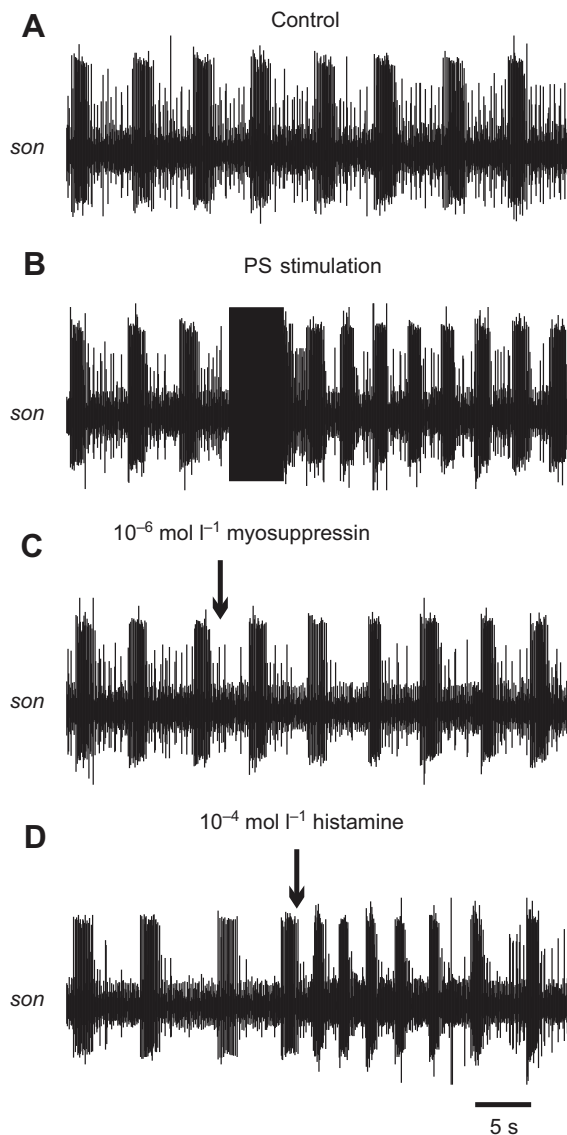 A
Control
son
B
PS stimulation
son
C
10⁻⁶ mol l⁻¹ myosuppressin
son
D
10⁻⁴ mol l⁻¹ histamine
son
5 s